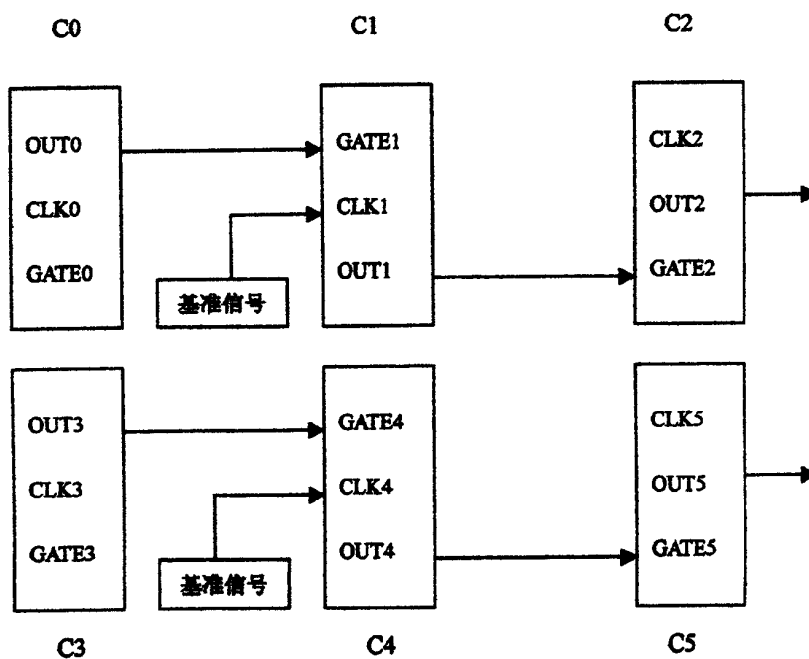 C0
C1
C2
OUT0
CLK0
GATE0
GATE1
CLK1
OUT1
基准信号
CLK2
OUT2
GATE2
OUT3
CLK3
GATE3
GATE4
CLK4
OUT4
基准信号
CLK5
OUT5
GATE5
C3
C4
C5